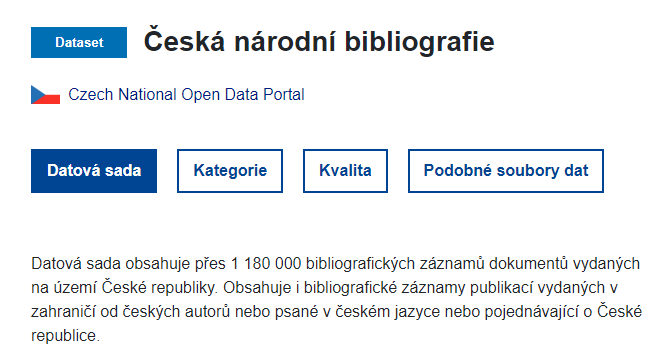 Dataset
Česká národní bibliografie
Czech National Open Data Portal
Datová sada
Kategorie
Kvalita
Podobné soubory dat
Datová sada obsahuje přes 1 180 000 bibliografických záznamů dokumentů vydaných
na území České republiky. Obsahuje i bibliografické záznamy publikací vydaných v
zahraničí od českých autorů nebo psané v českém jazyce nebo pojednávající o České
republice.